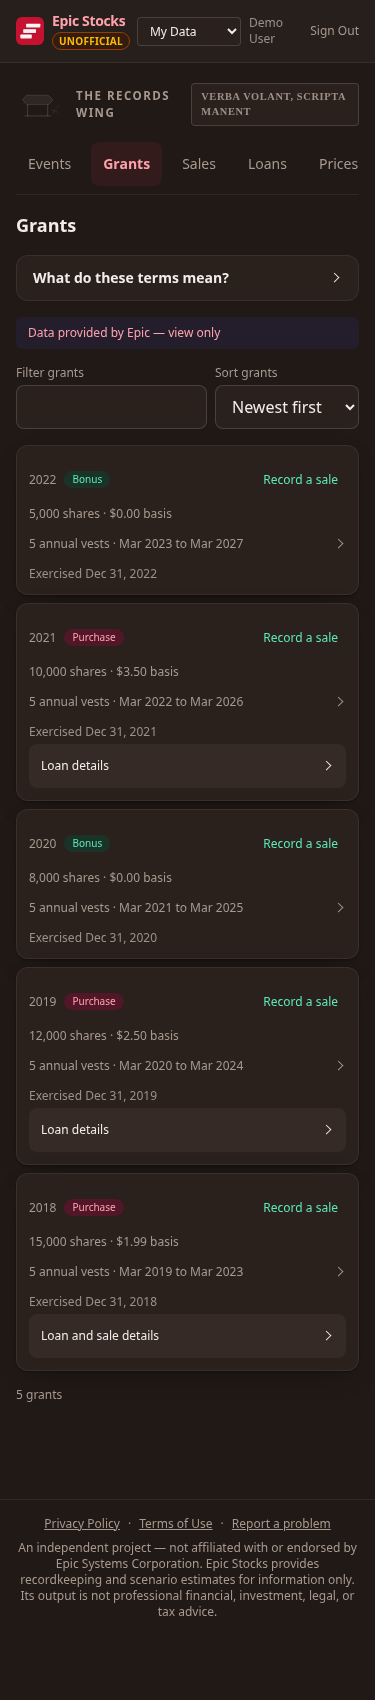 Epic Stocks
UNOFFICIAL
My Data
Demo
User
Sign Out
THE RECORDS
WING
VERBA VOLANT, SCRIPTA
MANENT
Events Grants Sales Loans Prices
Grants
What do these terms mean?
Data provided by Epic — view only
Filter grants Sort grants
Newest first
2022 Bonus Record a sale
5,000 shares · $0.00 basis
5 annual vests · Mar 2023 to Mar 2027
Exercised Dec 31, 2022
2021 Purchase Record a sale
10,000 shares · $3.50 basis
5 annual vests · Mar 2022 to Mar 2026
Exercised Dec 31, 2021
Loan details
2020 Bonus Record a sale
8,000 shares · $0.00 basis
5 annual vests · Mar 2021 to Mar 2025
Exercised Dec 31, 2020
2019 Purchase Record a sale
12,000 shares · $2.50 basis
5 annual vests · Mar 2020 to Mar 2024
Exercised Dec 31, 2019
Loan details
2018 Purchase Record a sale
15,000 shares · $1.99 basis
5 annual vests · Mar 2019 to Mar 2023
Exercised Dec 31, 2018
Loan and sale details
5 grants
Privacy Policy · Terms of Use · Report a problem
An independent project — not affiliated with or endorsed by
Epic Systems Corporation. Epic Stocks provides
recordkeeping and scenario estimates for information only.
Its output is not professional financial, investment, legal, or
tax advice.